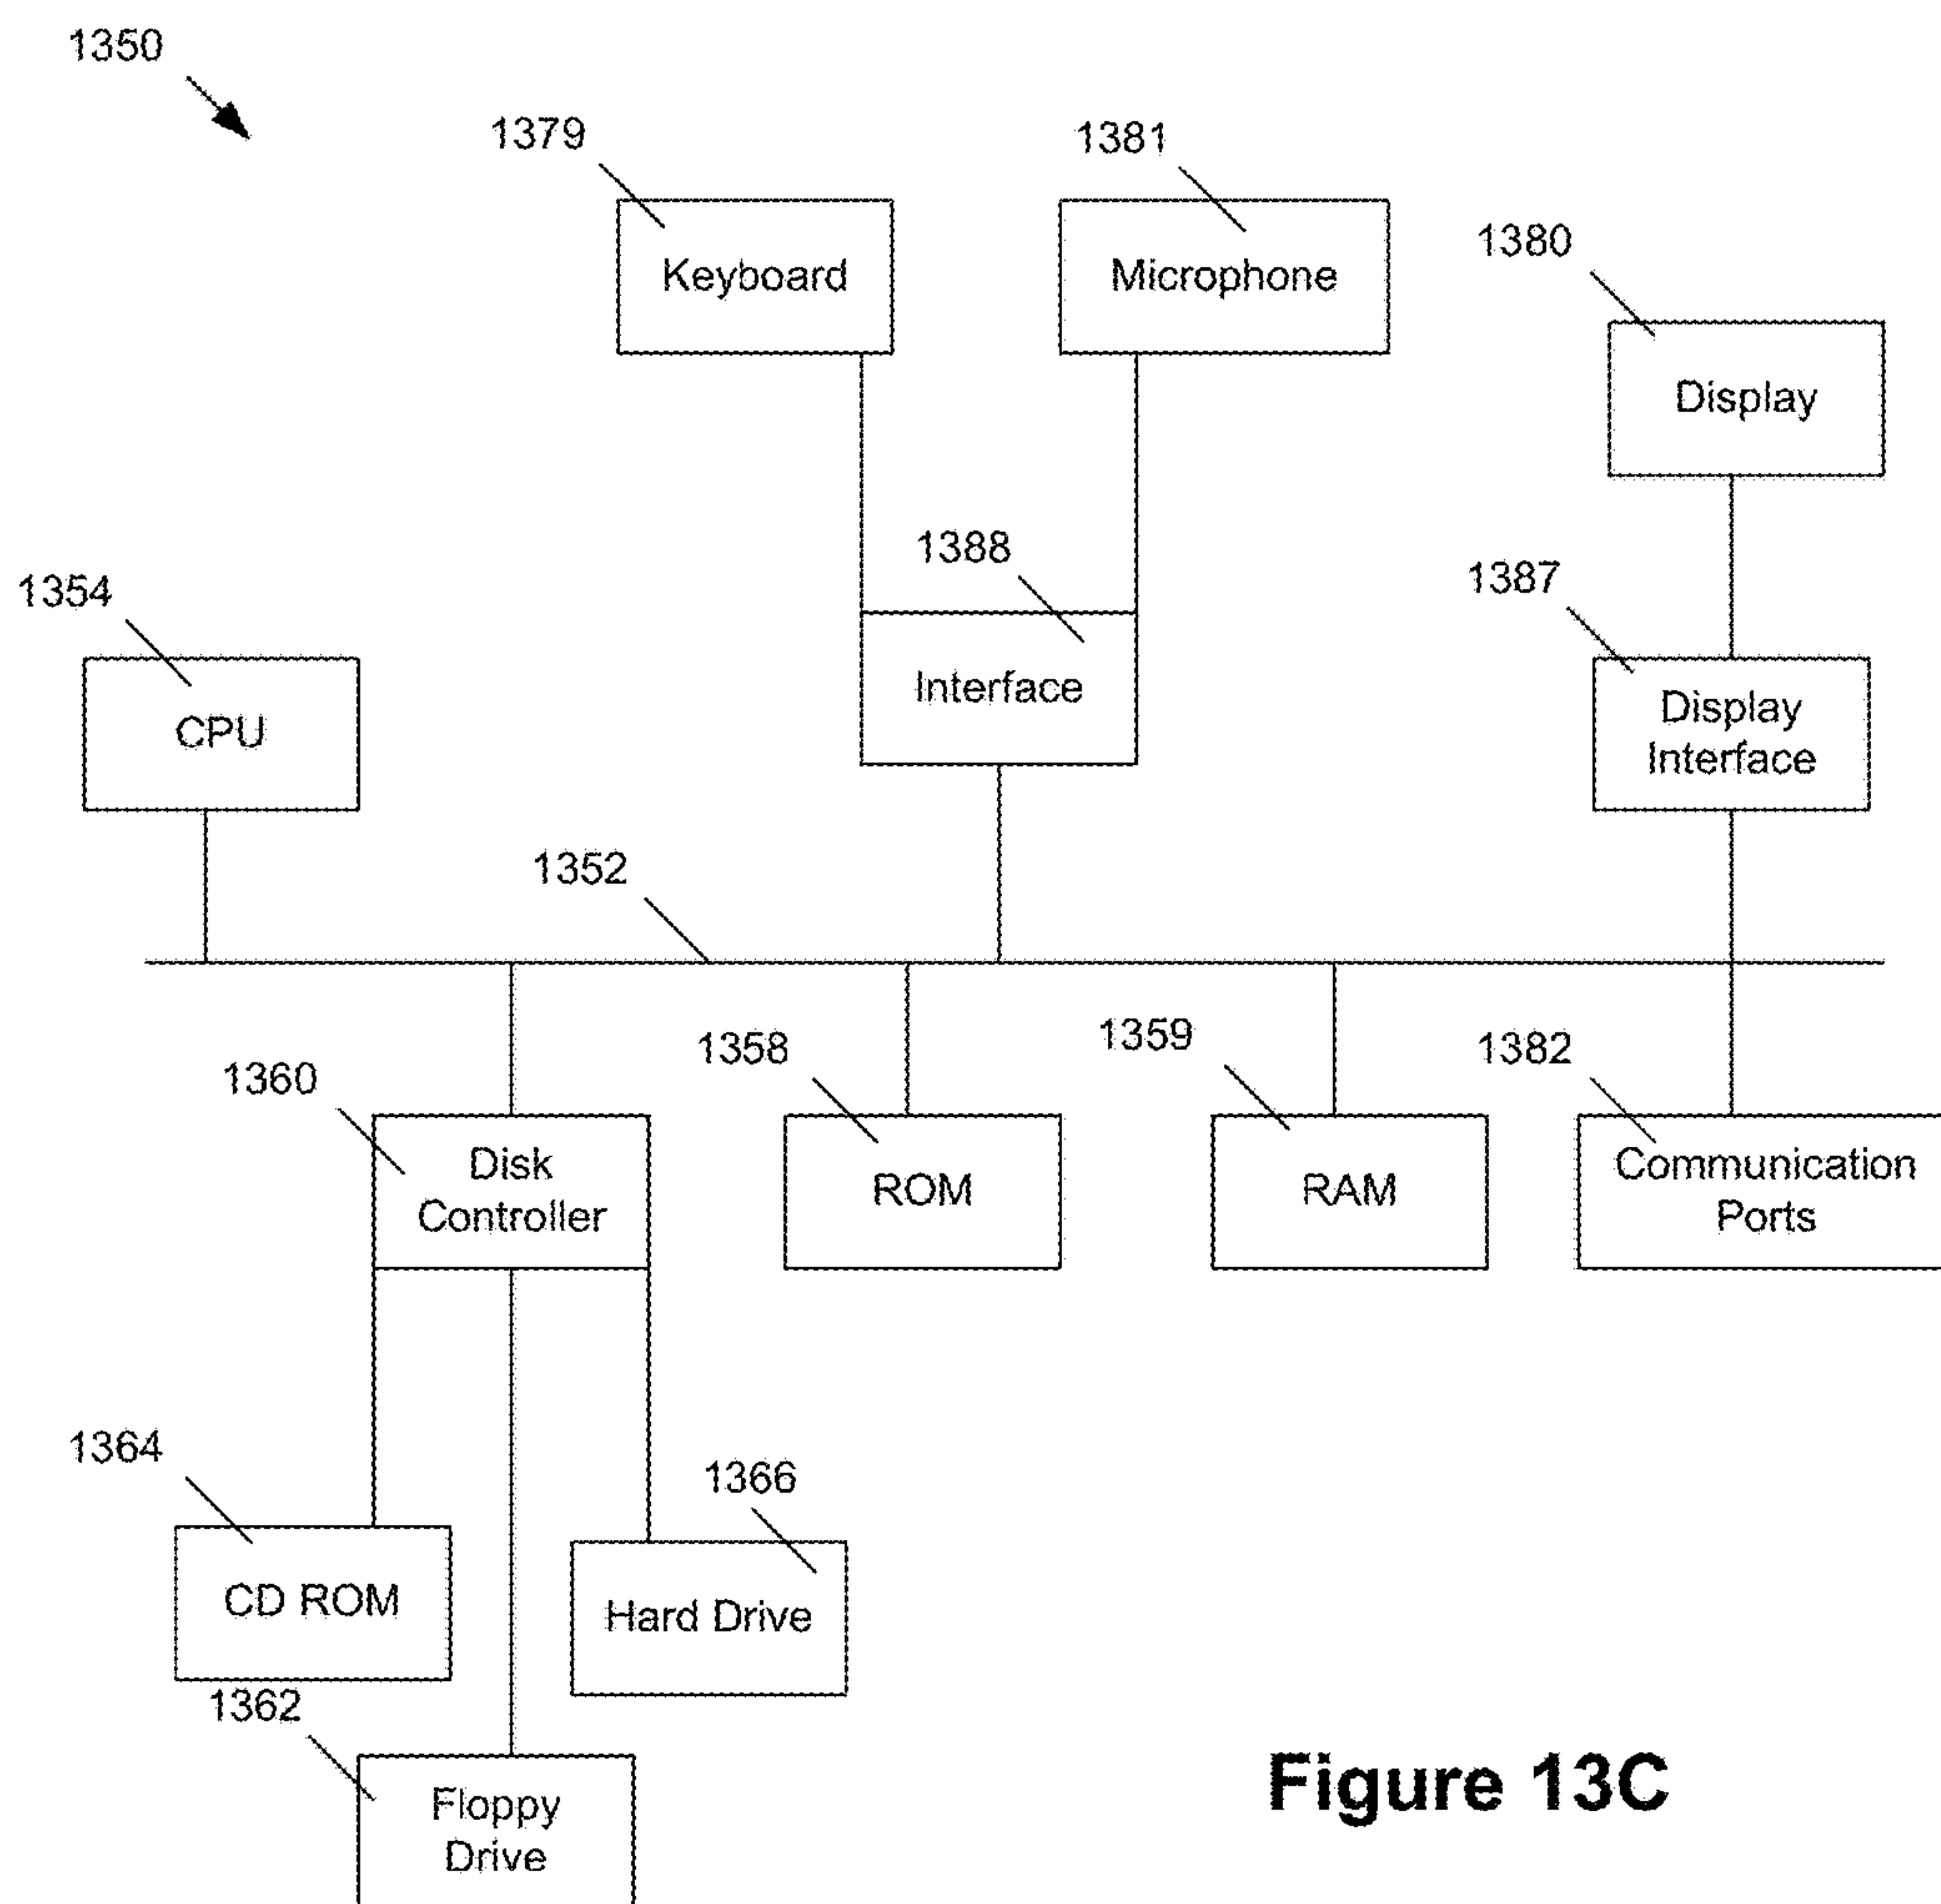 1350
1379
1381
Keyboard
Microphone
1380
Display
1388
1387
1354
Interface
Display
Interface
CPU
1352
1360
1358
1359
1382
Disk
Controller
ROM
RAM
Communication
Ports
1364
1366
CD ROM
Hard Drive
1362
Floppy
Drive
Figure 13C